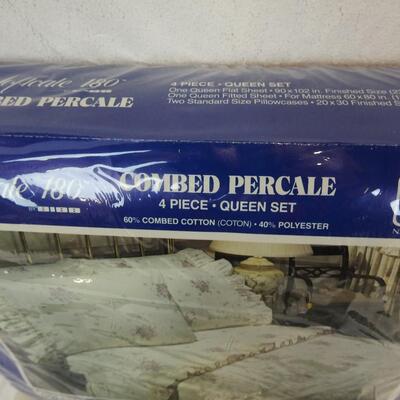 180
4 PIECE • QUEEN SET
One Queen Flat Sheet • 90 x 102 in. Finished Size
One Queen Fitted Sheet • For Mattress 60 x 80 in.
Two Standard Size Pillowcases • 20 x 30 Finished
PERCALE
180 COMBED PERCALE
4 PIECE • QUEEN SET
60% COMBED COTTON (COTON) • 40% POLYESTER